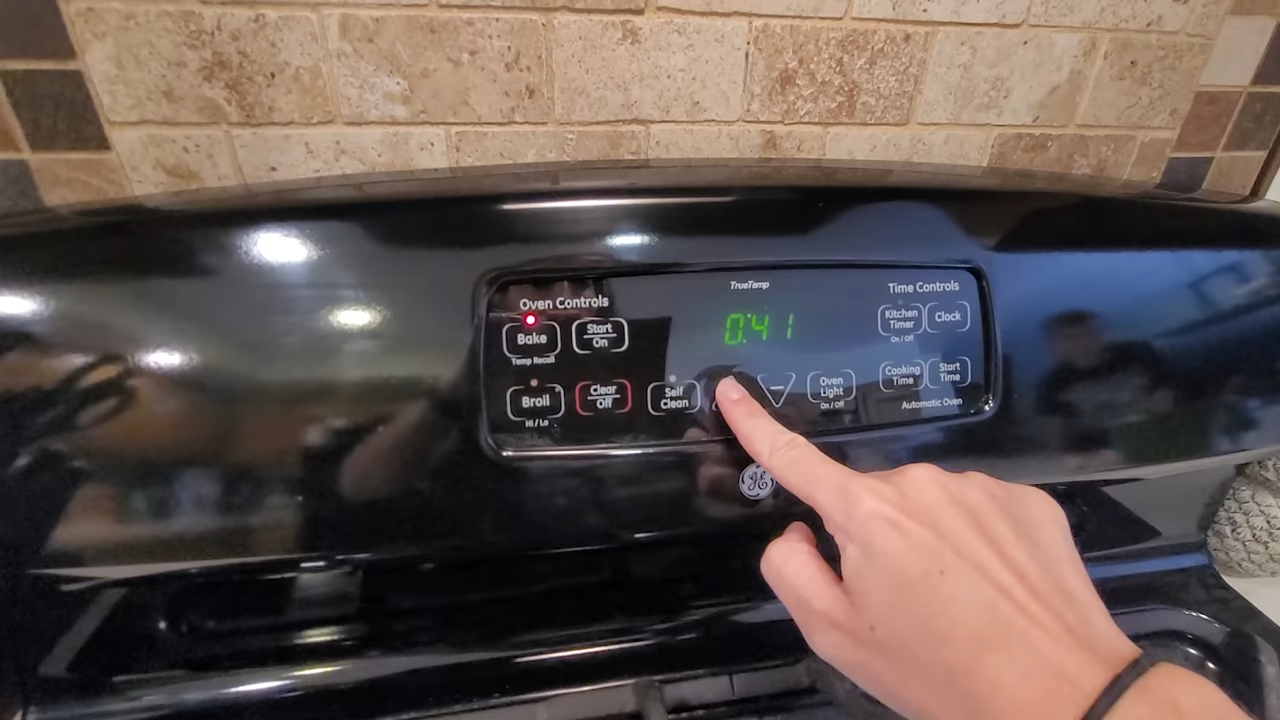 TrueTemp
Oven Controls
Time Controls
Bake
Temp Recall
Start
On
0:41
Kitchen
Timer
On / Off
Clock
Broil
Hi / Lo
Clear
Off
Self
Clean
Oven
Light
On / Off
Cooking
Time
Start
Time
Automatic Oven
GE